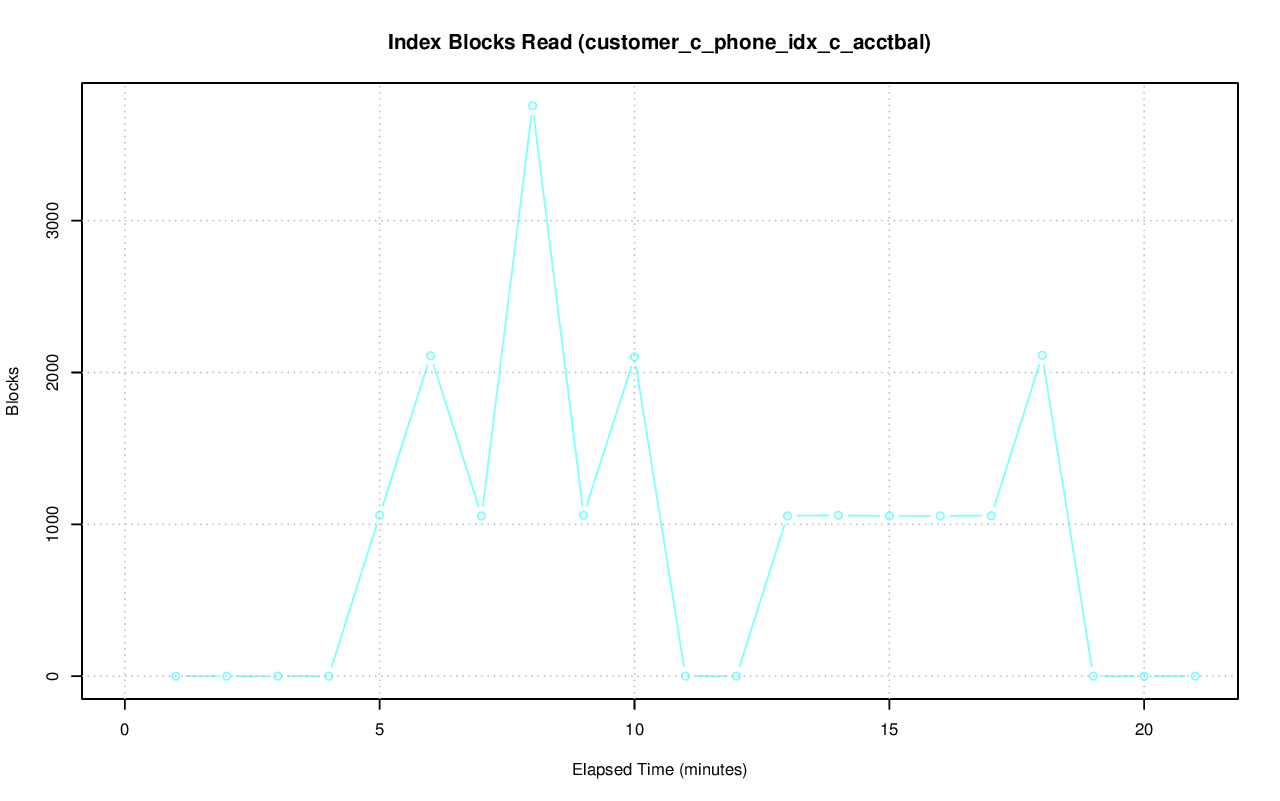 Index Blocks Read (customer_c_phone_idx_c_acctbal)
3000
2000
1000
0
Blocks
0 5 10 15 20
Elapsed Time (minutes)